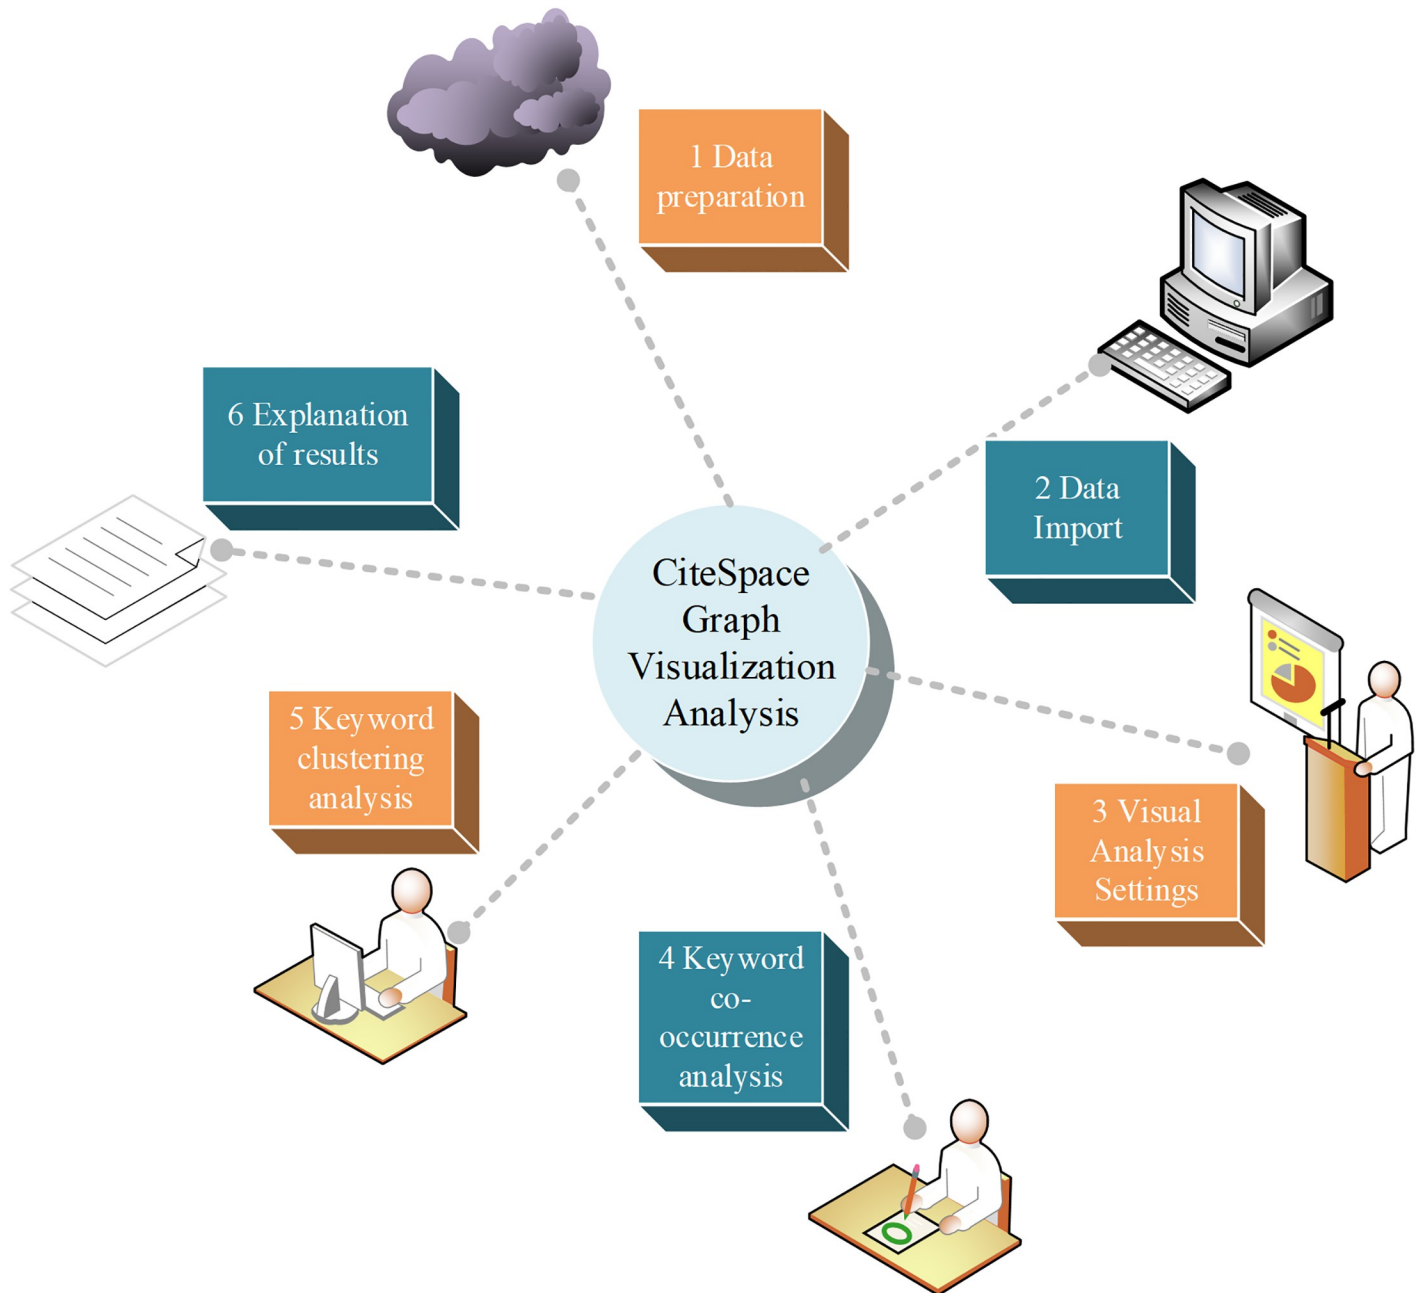 1 Data
preparation
2 Data
Import
3 Visual
Analysis
Settings
4 Keyword
co-
occurrence
analysis
5 Keyword
clustering
analysis
6 Explanation
of results
CiteSpace
Graph
Visualization
Analysis